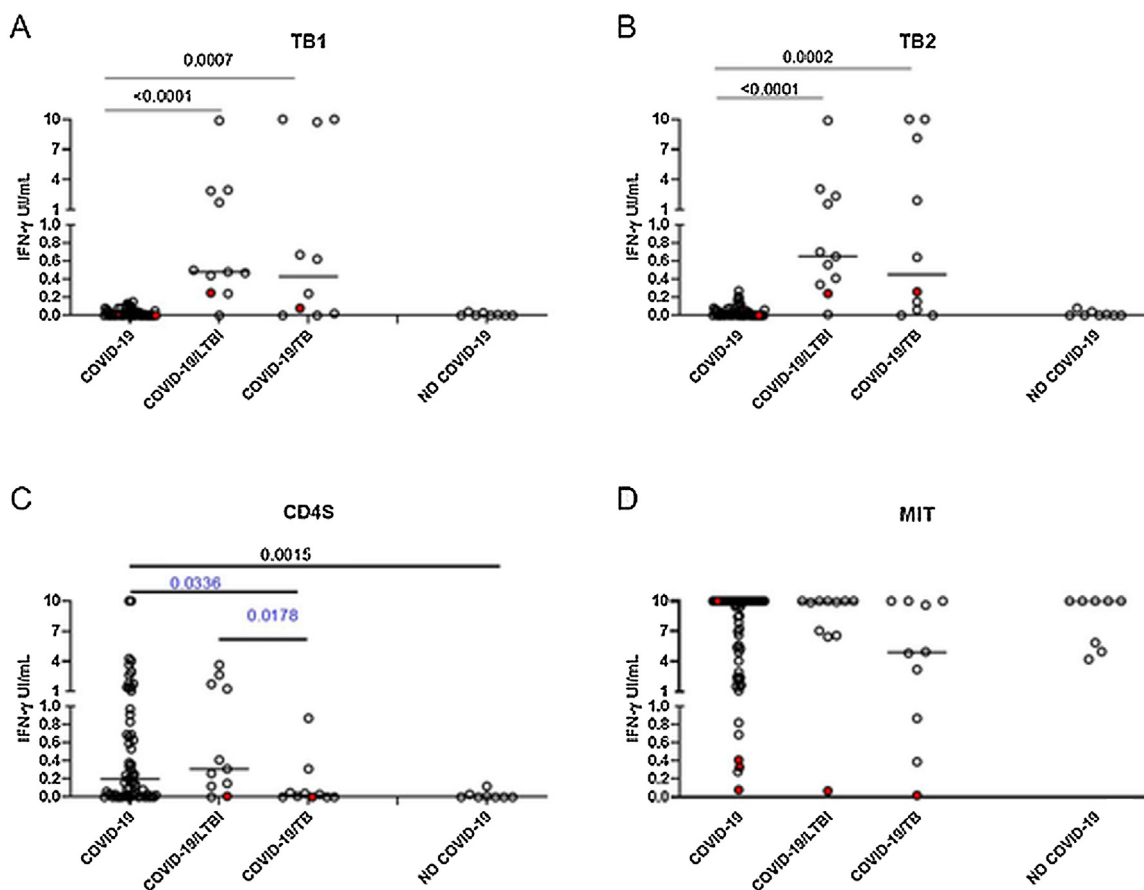 A
TB1
0.0007
<0.0001
IFN-γ UI/mL
10
7
4
1
1.0
0.8
0.6
0.4
0.2
0.0
COVID-19
COVID-19/LTBI
COVID-19/TB
NO COVID-19
B
TB2
0.0002
<0.0001
IFN-γ UI/mL
10
7
4
1
1.0
0.8
0.6
0.4
0.2
0.0
COVID-19
COVID-19/LTBI
COVID-19/TB
NO COVID-19
C
CD4S
0.0015
0.0336
0.0178
IFN-γ UI/mL
10
7
4
1
1.0
0.8
0.6
0.4
0.2
0.0
COVID-19
COVID-19/LTBI
COVID-19/TB
NO COVID-19
D
MIT
IFN-γ UI/mL
10
7
4
1
1.0
0.8
0.6
0.4
0.2
0.0
COVID-19
COVID-19/LTBI
COVID-19/TB
NO COVID-19